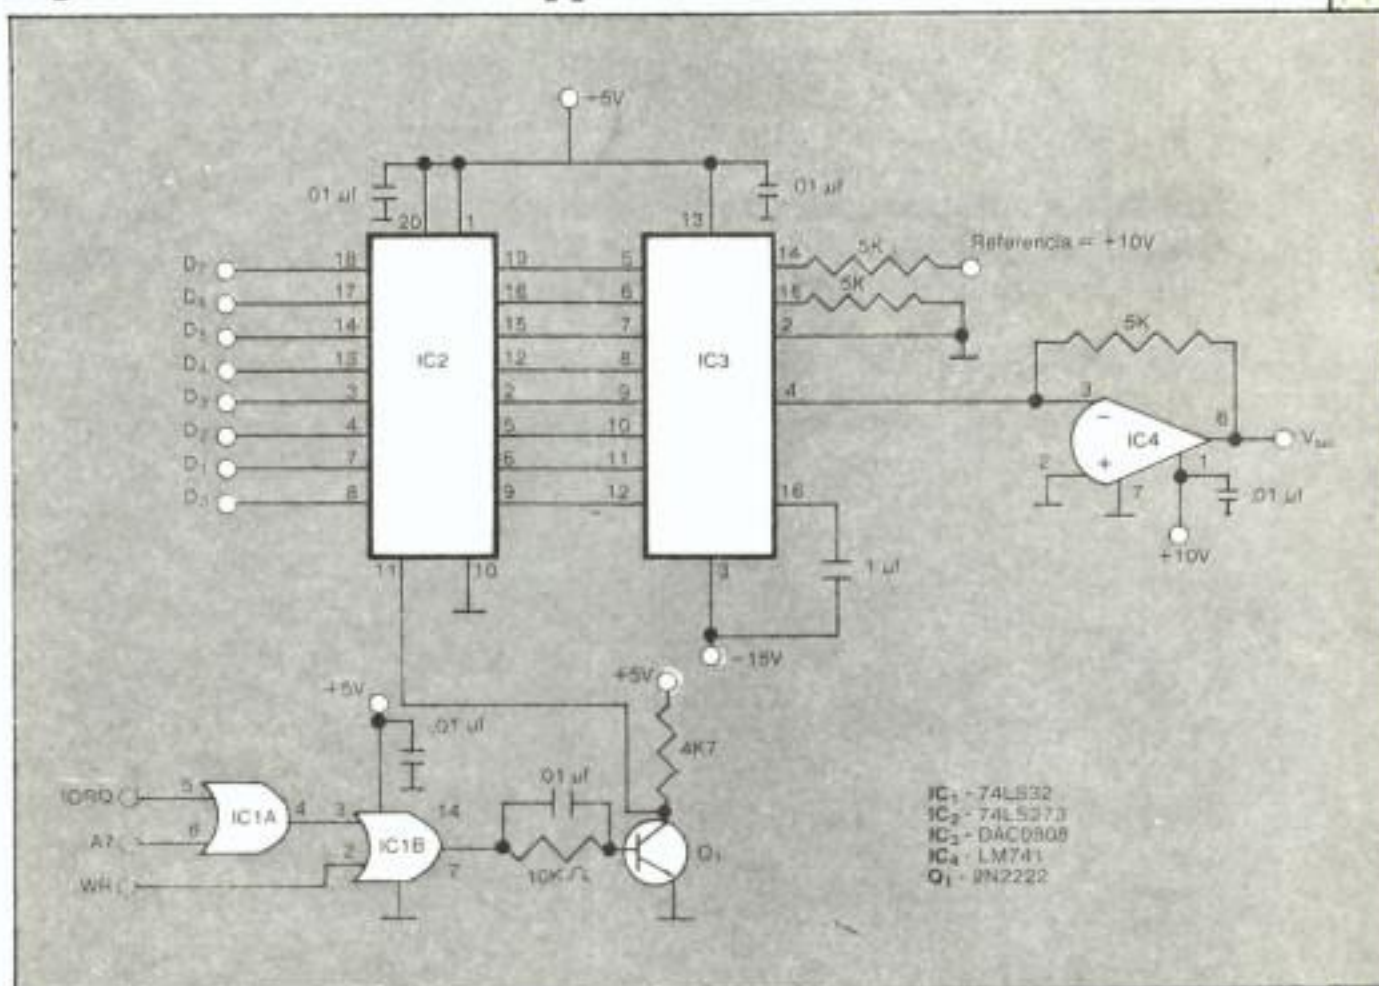 +5V
.01 µf
.01 µf
20
1
13
D₇
18
19
5
14
5K
Referencia = +10V
D₆
17
16
6
15
5K
D₅
14
15
7
2
D₄
13
12
8
5K
IC2
IC3
D₃
3
2
9
4
3
D₂
4
5
10
−
IC4
6
D₁
7
6
11
2
+
7
1
.01 µf
8
9
12
16
+10V
11
10
3
1 µf
−15V
+5V
+5V
.01 µf
4K7
IORQ
5
IC1A
4
3
14
.01 µf
A7
6
2
IC1B
7
10K Ω
Q₁
WR
IC₁ - 74LS32
IC₂ - 74LS273
IC₃ - DAC0808
IC₄ - LM741
Q₁ - 2N2222